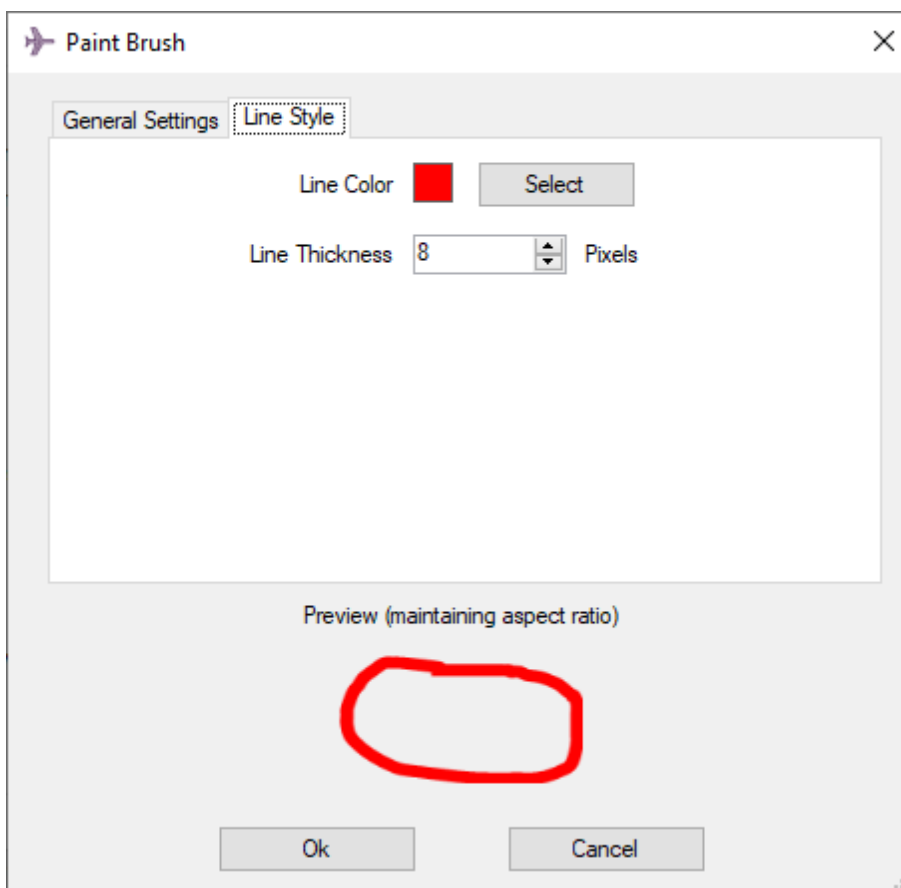 Paint Brush
General Settings Line Style
Line Color Select
Line Thickness 8 Pixels
Preview (maintaining aspect ratio)
Ok Cancel